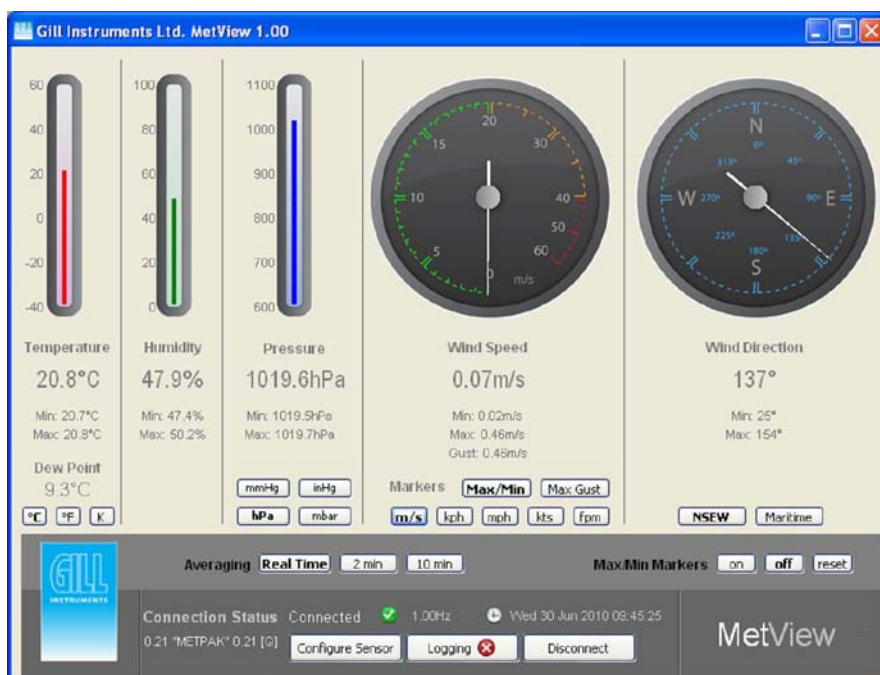 Gill Instruments Ltd. MetView 1.00
60
40
20
0
-20
-40
Temperature
20.8°C
Min: 20.7°C
Max: 20.8°C
Dew Point
9.3°C
°C °F K
100
80
60
40
20
0
Humidity
47.9%
Min: 47.4%
Max: 50.2%
1100
1000
900
800
700
600
Pressure
1019.6hPa
Min: 1019.5hPa
Max: 1019.7hPa
mmHg inHg
hPa mbar
20
15 30
10 40
5 50
60
0 m/s
Wind Speed
0.07m/s
Min: 0.02m/s
Max: 0.46m/s
Gust: 0.46m/s
Markers Max/Min Max Gust
m/s kph mph kts fpm
N
0°
315° 45°
W 270° 90° E
225° 135°
180°
S
Wind Direction
137°
Min: 25°
Max: 154°
NSEW Maritime
GILL
INSTRUMENTS
Averaging Real Time 2 min 10 min
Max/Min Markers on off reset
Connection Status Connected 1.00Hz Wed 30 Jun 2010 09:45:25
0.21 "METPAK" 0.21 [Q] Configure Sensor Logging Disconnect
MetView